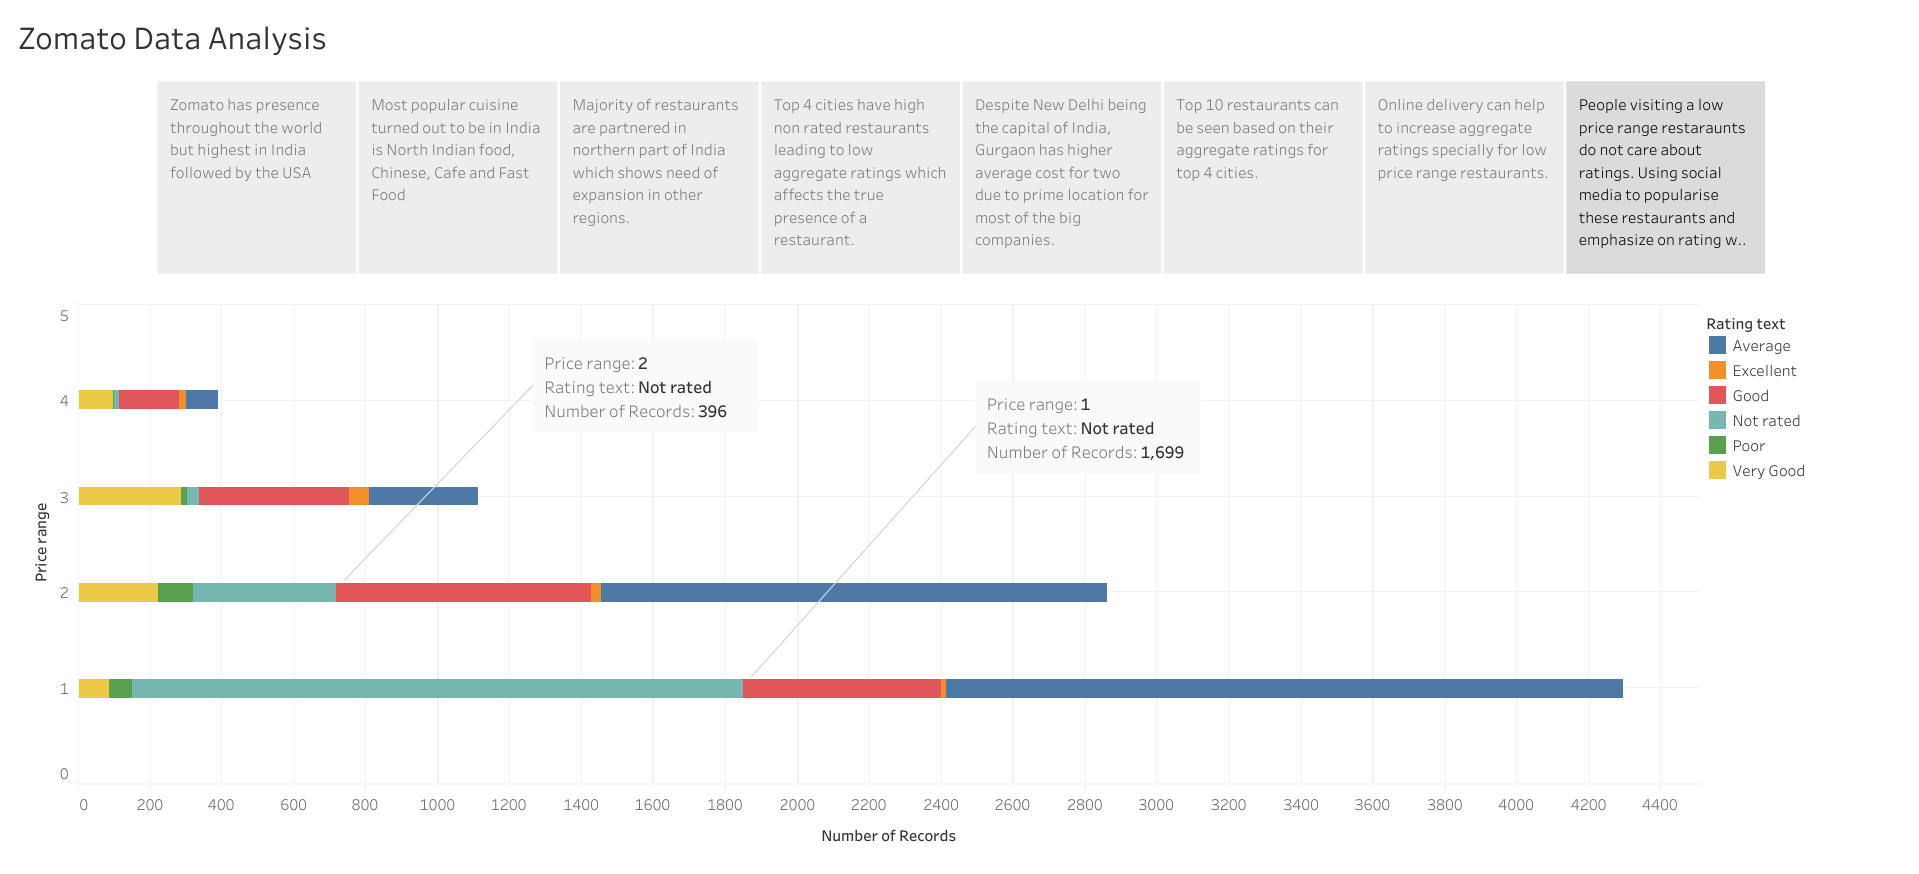 Zomato Data Analysis
Zomato has presence
throughout the world
but highest in India
followed by the USA
Most popular cuisine
turned out to be in India
is North Indian food,
Chinese, Cafe and Fast
Food
Majority of restaurants
are partnered in
northern part of India
which shows need of
expansion in other
regions.
Top 4 cities have high
non rated restaurants
leading to low
aggregate ratings which
affects the true
presence of a
restaurant.
Despite New Delhi being
the capital of India,
Gurgaon has higher
average cost for two
due to prime location for
most of the big
companies.
Top 10 restaurants can
be seen based on their
aggregate ratings for
top 4 cities.
Online delivery can help
to increase aggregate
ratings specially for low
price range restaurants.
People visiting a low
price range restaraunts
do not care about
ratings. Using social
media to popularise
these restaurants and
emphasize on rating w..
Price range
5
4
3
2
1
0
Price range: 2
Rating text: Not rated
Number of Records: 396
Price range: 1
Rating text: Not rated
Number of Records: 1,699
Rating text
Average
Excellent
Good
Not rated
Poor
Very Good
0 200 400 600 800 1000 1200 1400 1600 1800 2000 2200 2400 2600 2800 3000 3200 3400 3600 3800 4000 4200 4400
Number of Records